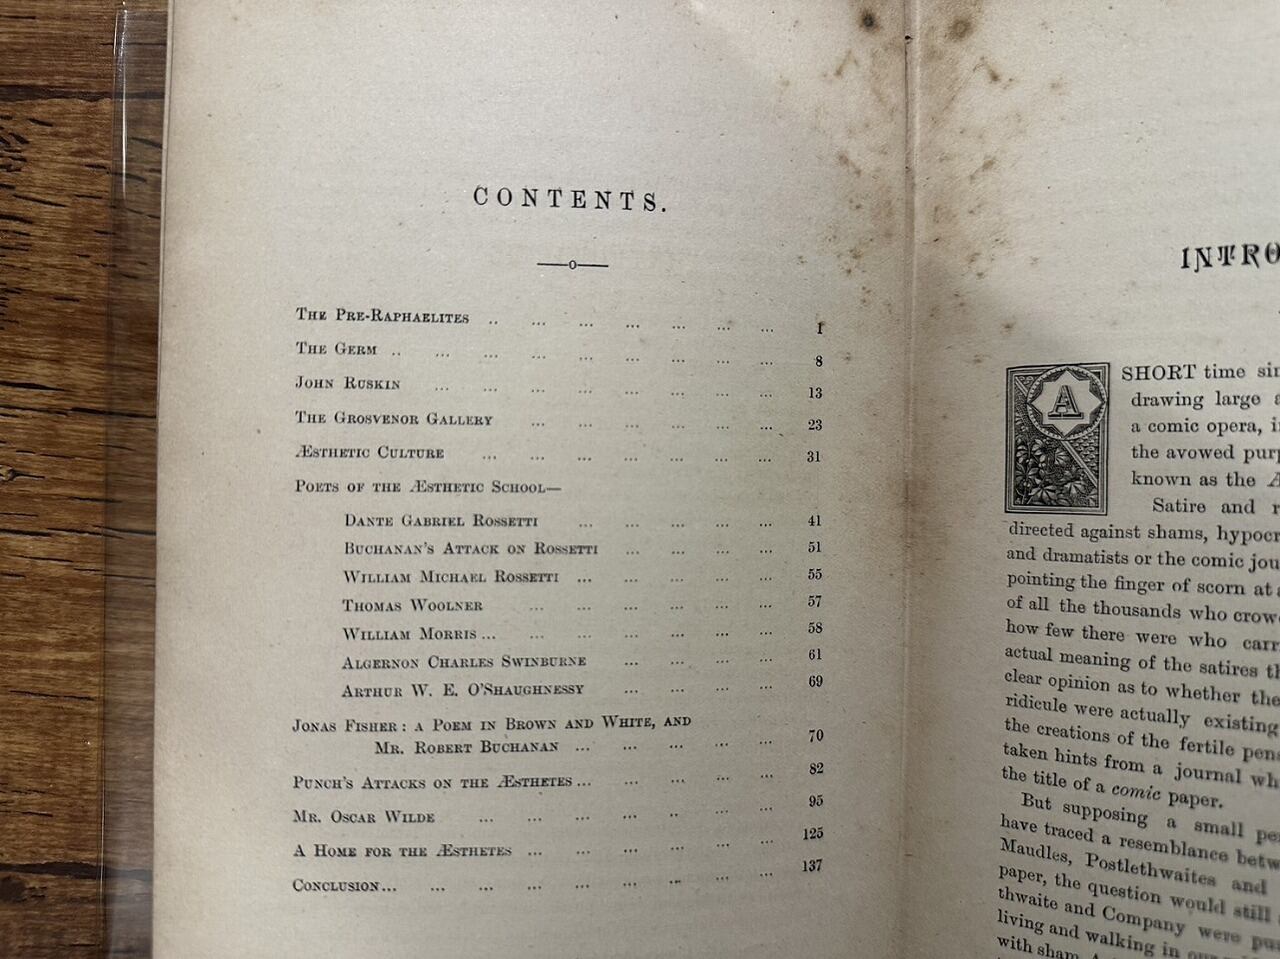 CONTENTS.
THE PRE-RAPHAELITES .. ... ... ... ... ... ... 1
THE GERM .. ... ... ... ... ... ... ... 8
JOHN RUSKIN ... ... ... ... ... ... ... ... 13
THE GROSVENOR GALLERY ... ... ... ... ... ... 23
ÆSTHETIC CULTURE ... ... ... ... ... ... ... 31
POETS OF THE ÆSTHETIC SCHOOL—
DANTE GABRIEL ROSSETTI ... ... ... ... ... 41
BUCHANAN'S ATTACK ON ROSSETTI ... ... ... ... 51
WILLIAM MICHAEL ROSSETTI ... ... ... ... ... 55
THOMAS WOOLNER ... ... ... ... ... ... 57
WILLIAM MORRIS ... ... ... ... ... ... ... 58
ALGERNON CHARLES SWINBURNE ... ... ... ... 61
ARTHUR W. E. O'SHAUGHNESSY ... ... ... ... 69
JONAS FISHER: A POEM IN BROWN AND WHITE, AND
MR. ROBERT BUCHANAN ... ... ... ... ... 70
PUNCH'S ATTACKS ON THE ÆSTHETES ... ... ... ... ... 82
MR. OSCAR WILDE ... ... ... ... .. ... ... 95
A HOME FOR THE ÆSTHETES ... ... ... ... ... ... 125
CONCLUSION... ... ... ... ... ... ... ... ... 137
A SHORT time
drawing large
a comic opera,
the avowed
known as the
Satire and
directed against shams,
and dramatists or the comic
pointing the finger of scorn at
of all the thousands who
how few there were who
actual meaning of the satires
clear opinion as to whether the
ridicule were actually existing
the creations of the fertile
taken hints from a journal
the title of a comic paper.
But supposing a small
have traced a resemblance
Maudles, Postlethwaites and
paper, the question would still
thwaite and Company were
living and walking in
with sham